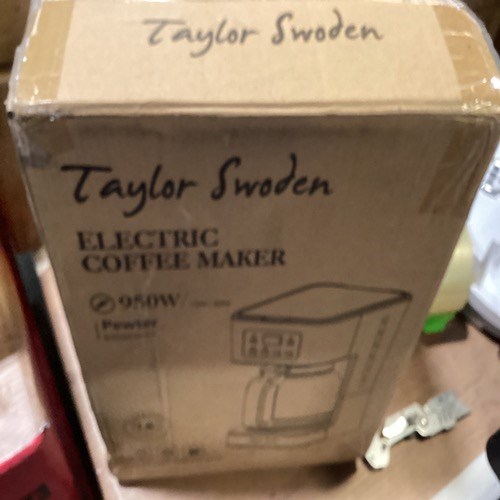 Taylor Swoden
Taylor Swoden
ELECTRIC
COFFEE MAKER
950W/
Pewter